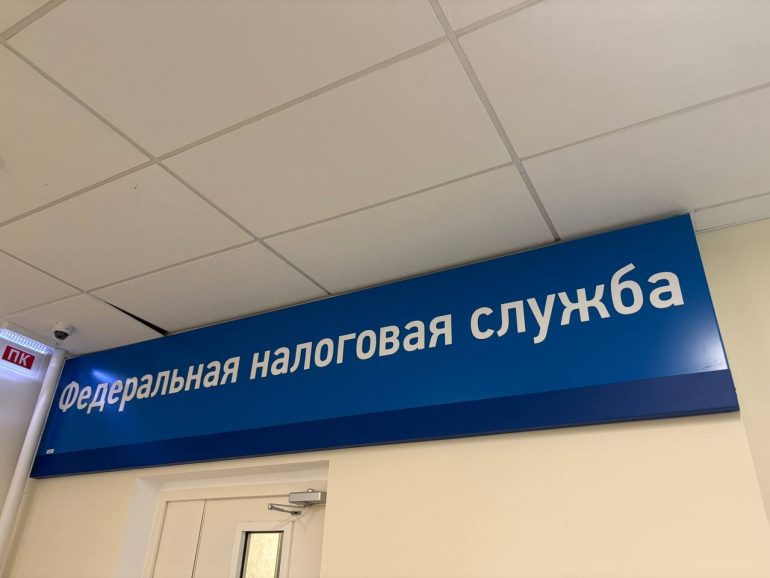 Федеральная налоговая служба
ПК